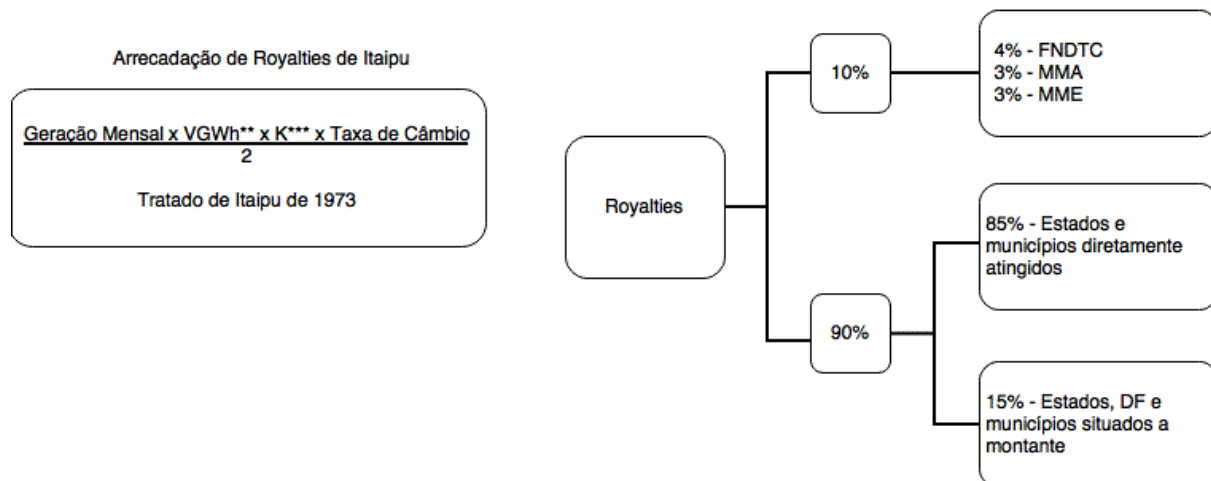 Arrecadação de Royalties de Itaipu
Geração Mensal x VGWh** x K*** x Taxa de Câmbio
2
Tratado de Itaipu de 1973
Royalties
10%
4% - FNDTC
3% - MMA
3% - MME
90%
85% - Estados e
municípios diretamente
atingidos
15% - Estados, DF e
municípios situados a
montante